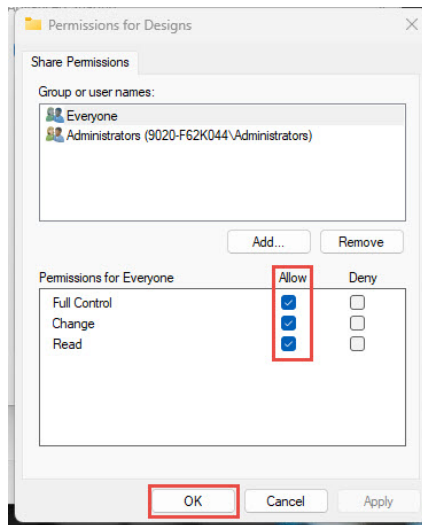 Permissions for Designs
Share Permissions
Group or user names:
Everyone
Administrators (9020-F62K044\Administrators)
Add... Remove
Permissions for Everyone Allow Deny
Full Control
Change
Read
OK Cancel Apply